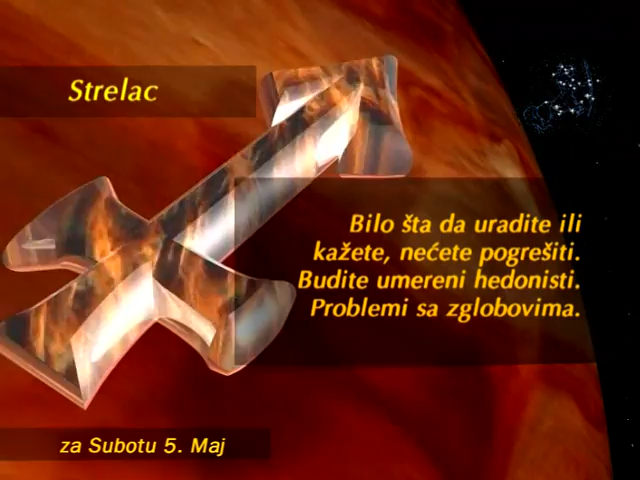 Strelac
Bilo šta da uradite ili
kažete, nećete pogrešiti.
Budite umereni hedonisti.
Problemi sa zglobovima.
za Subotu 5. Maj